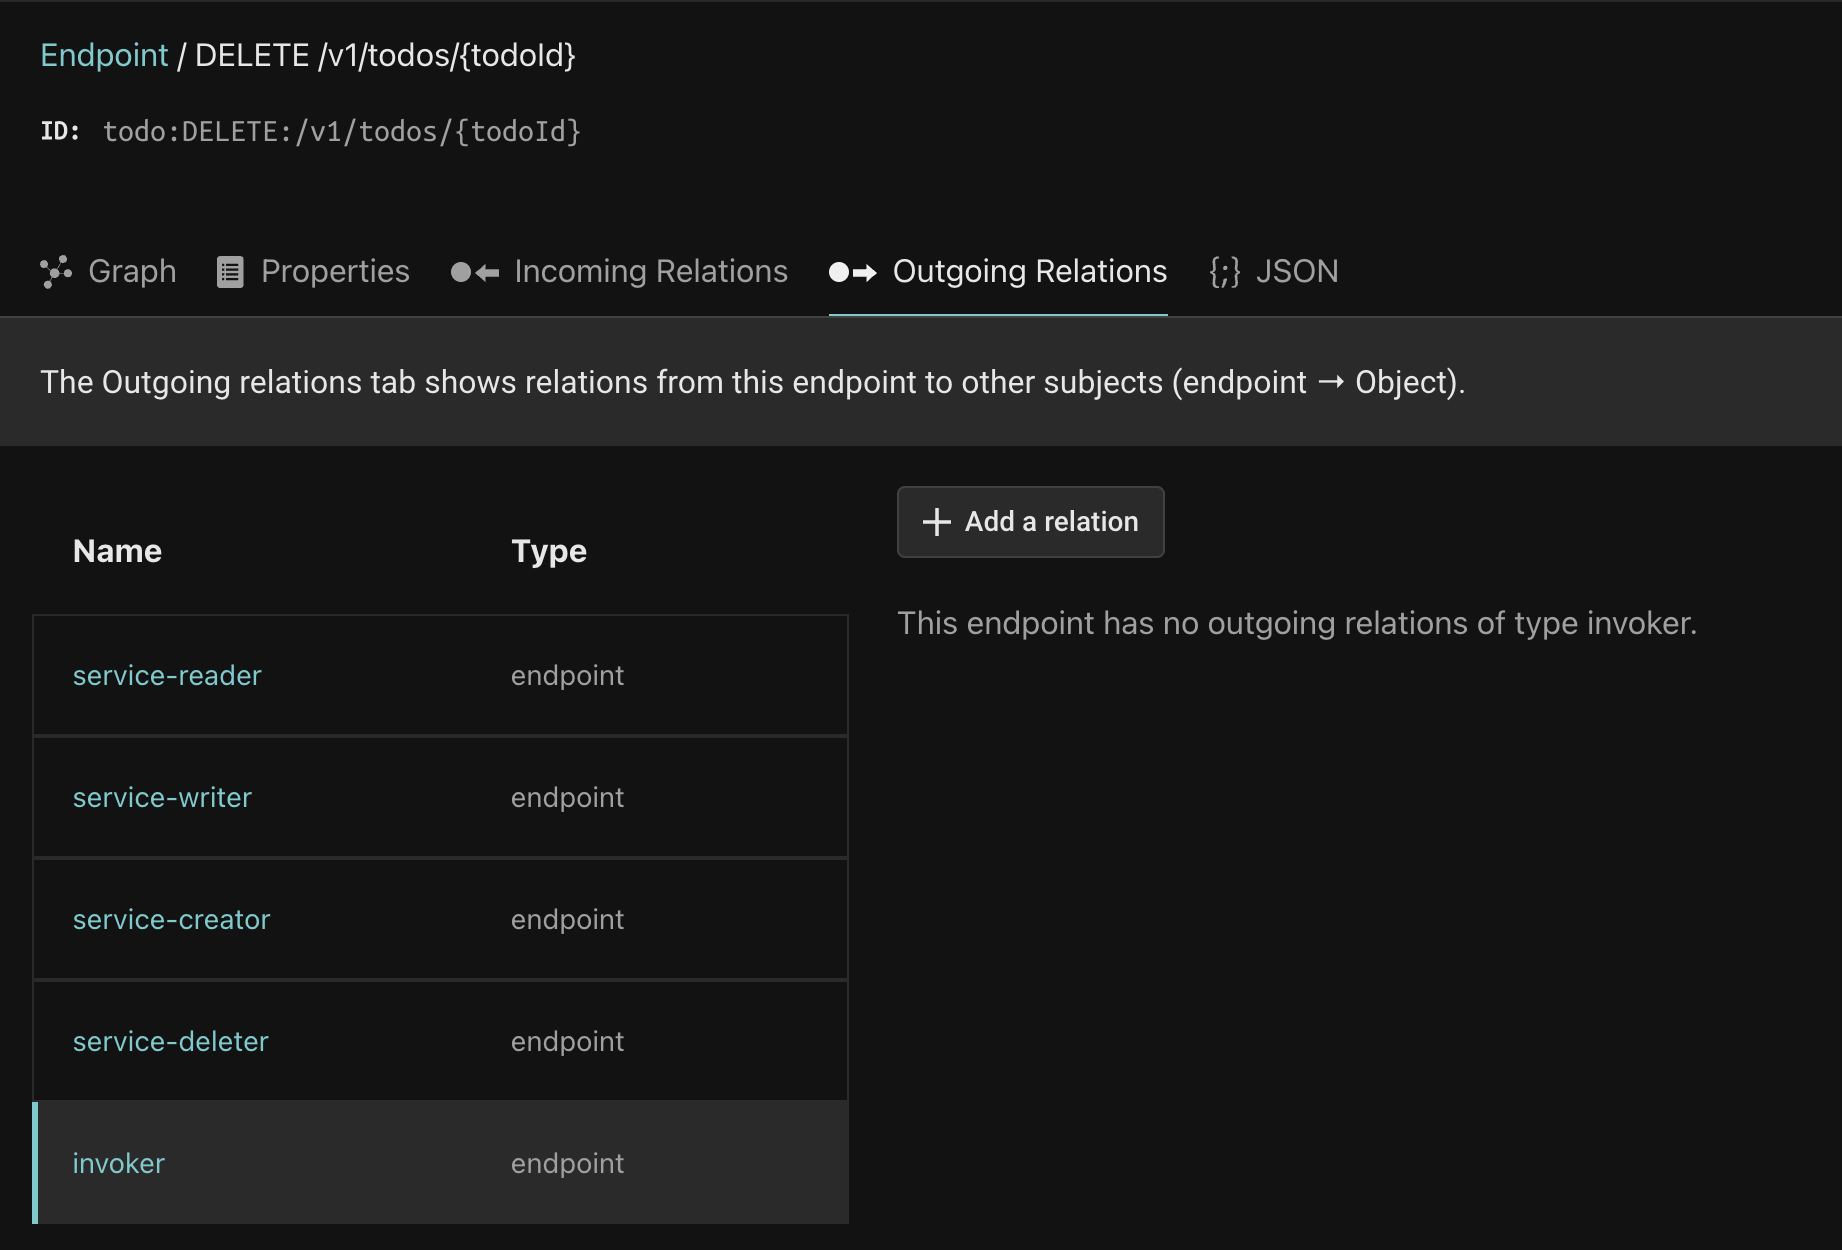 Endpoint / DELETE /v1/todos/{todoId}
ID: todo:DELETE:/v1/todos/{todoId}
Graph Properties Incoming Relations Outgoing Relations {;} JSON
The Outgoing relations tab shows relations from this endpoint to other subjects (endpoint → Object).
Add a relation
Name Type
This endpoint has no outgoing relations of type invoker.
service-reader endpoint
service-writer endpoint
service-creator endpoint
service-deleter endpoint
invoker endpoint